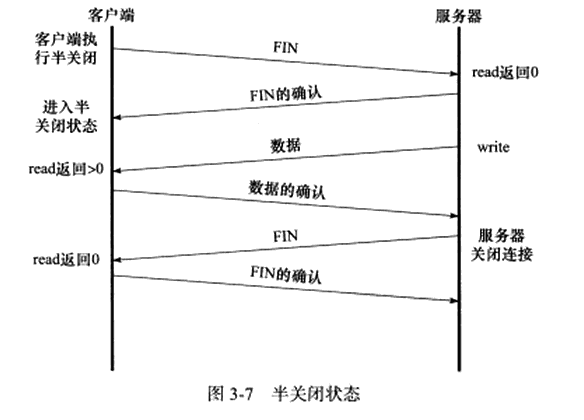 客户端
服务器
客户端执
行半关闭
FIN
read返回0
FIN的确认
进入半
关闭状态
数据
write
read返回>0
数据的确认
FIN
服务器
关闭连接
read返回0
FIN的确认
图 3-7 半关闭状态